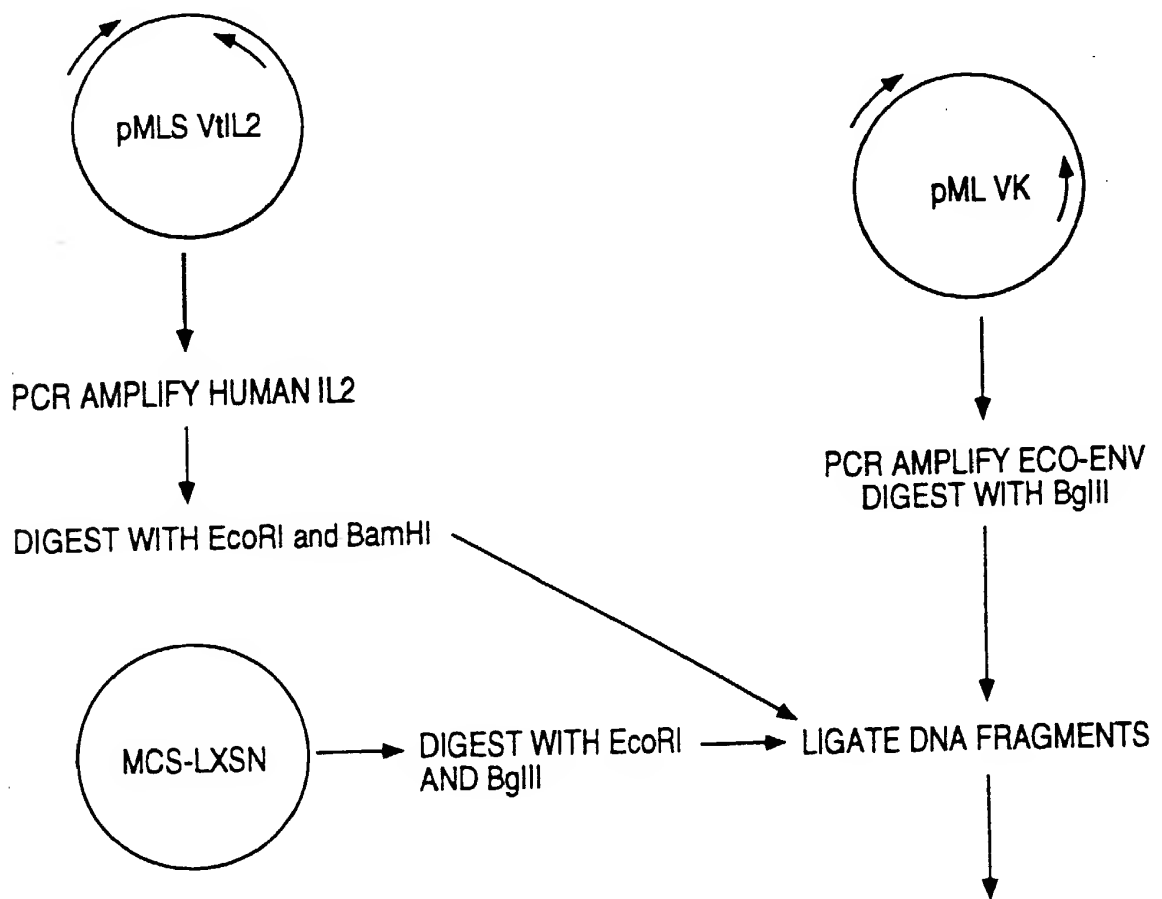 pMLS VtIL2
pML VK
PCR AMPLIFY HUMAN IL2
PCR AMPLIFY ECO-ENV
DIGEST WITH BglII
DIGEST WITH EcoRI and BamHI
MCS-LXSN
DIGEST WITH EcoRI
AND BglII
LIGATE DNA FRAGMENTS